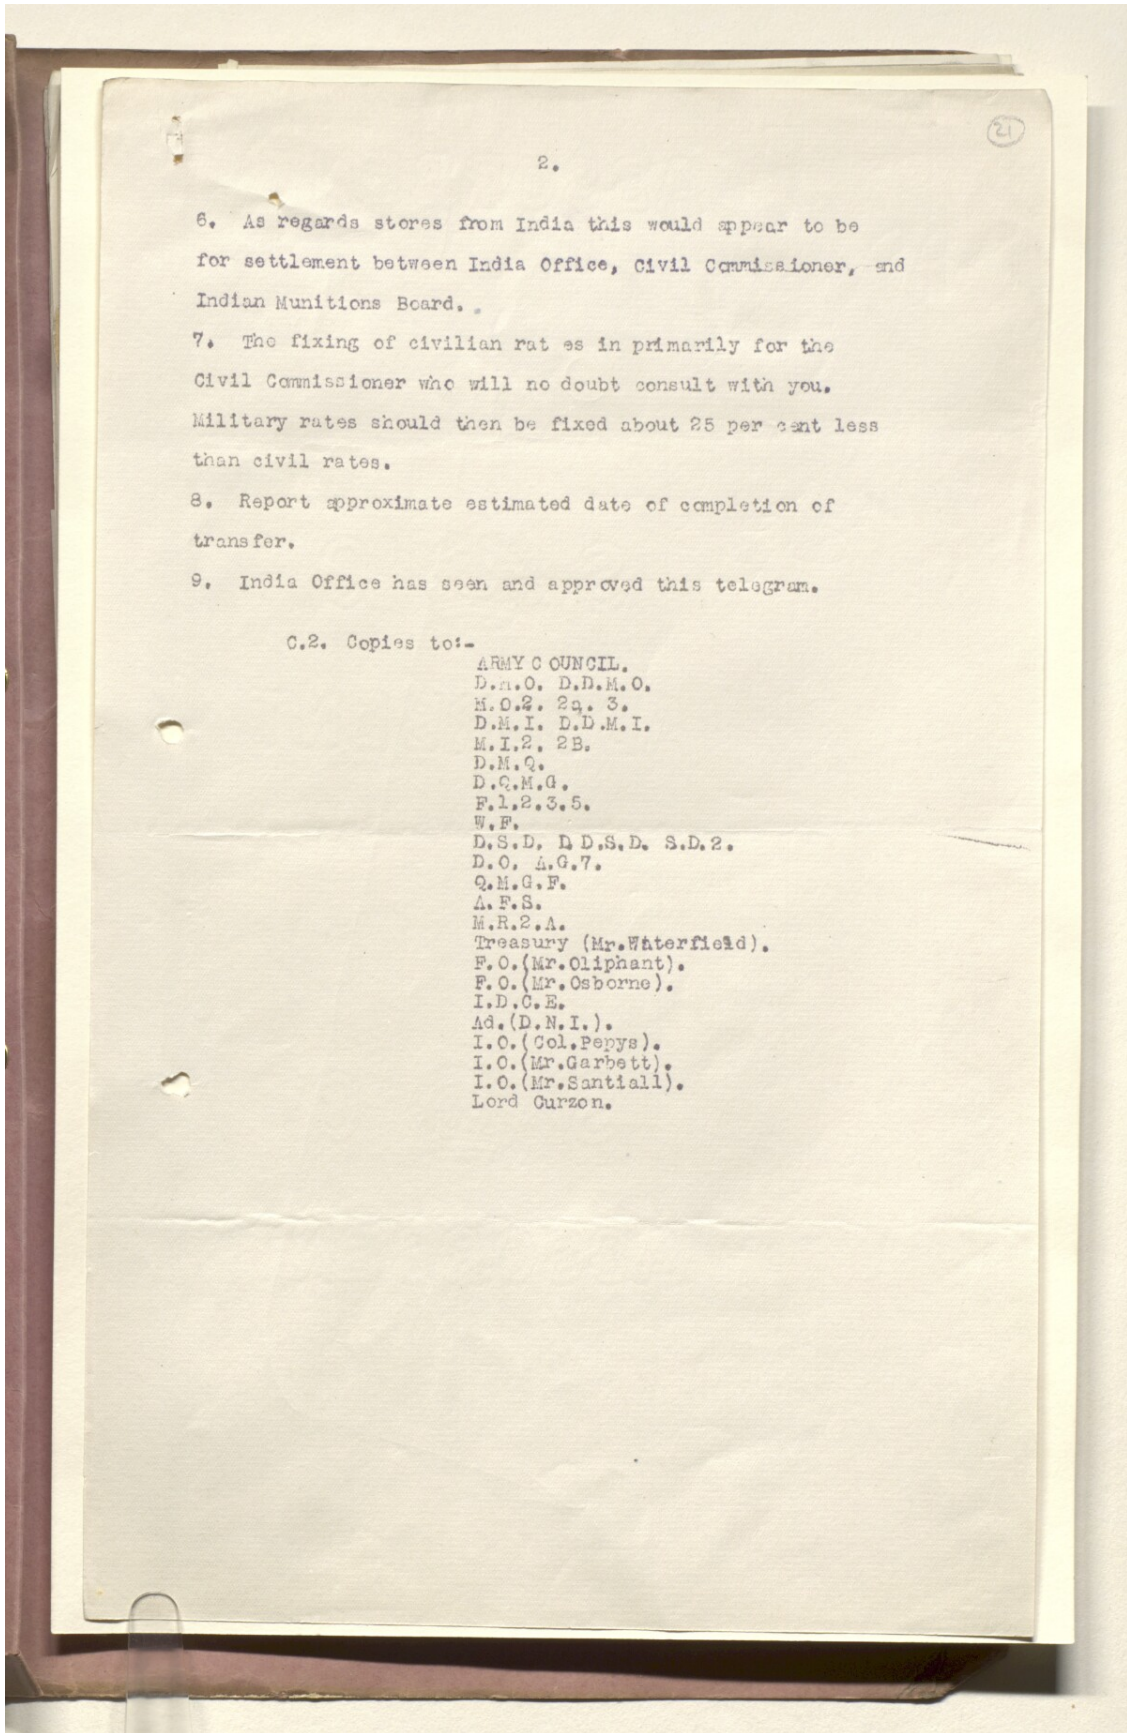 21
2.
6. As regards stores from India this would appear to be
for settlement between India Office, Civil Commissioner, and
Indian Munitions Board.
7. The fixing of civilian rat es in primarily for the
Civil Commissioner who will no doubt consult with you.
Military rates should then be fixed about 25 per cent less
than civil rates.
8. Report approximate estimated date of completion of
transfer.
9. India Office has seen and approved this telegram.
C.2. Copies to:-
ARMY C OUNCIL.
D.M.O. D.D.M.O.
M.O.2. 2a. 3.
D.M.I. D.D.M.I.
M.I.2. 2B.
D.M.Q.
D.Q.M.G.
F.1.2.3.5.
W.F.
D.S.D. D D.S.D. S.D.2.
D.O. A.G.7.
Q.M.G.F.
A.F.S.
M.R.2.A.
Treasury (Mr.Waterfield).
F.O.(Mr.Oliphant).
F.O.(Mr.Osborne).
I.D.C.E.
Ad.(D.N.I.).
I.O.(Col.Pepys).
I.O.(Mr.Garbett).
I.O.(Mr.Santiall).
Lord Curzon.